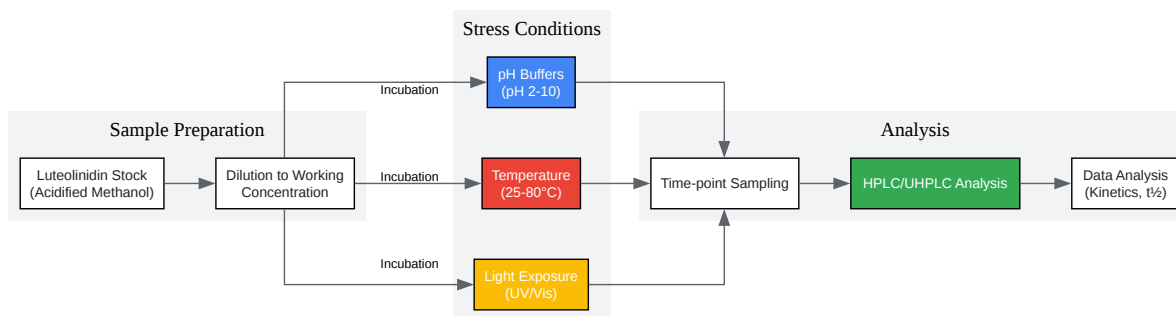 Stress Conditions
pH Buffers
(pH 2-10)
Incubation
Sample Preparation
Analysis
Luteolinidin Stock
(Acidified Methanol)
Dilution to Working
Concentration
Incubation
Temperature
(25-80°C)
Time-point Sampling
HPLC/UHPLC Analysis
Data Analysis
(Kinetics, t½)
Incubation
Light Exposure
(UV/Vis)